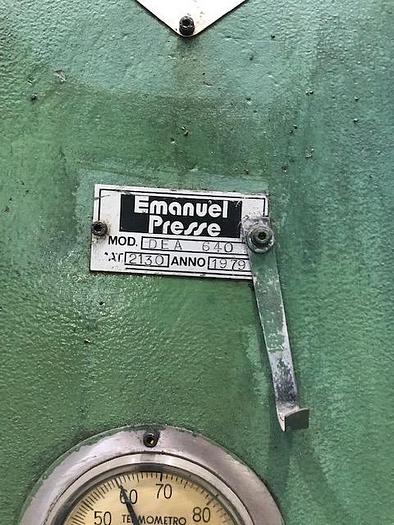 Emanuel
Presse
MOD. DEA 640
2130 ANNO 1979
60 70
50 TERMOMETRO 80